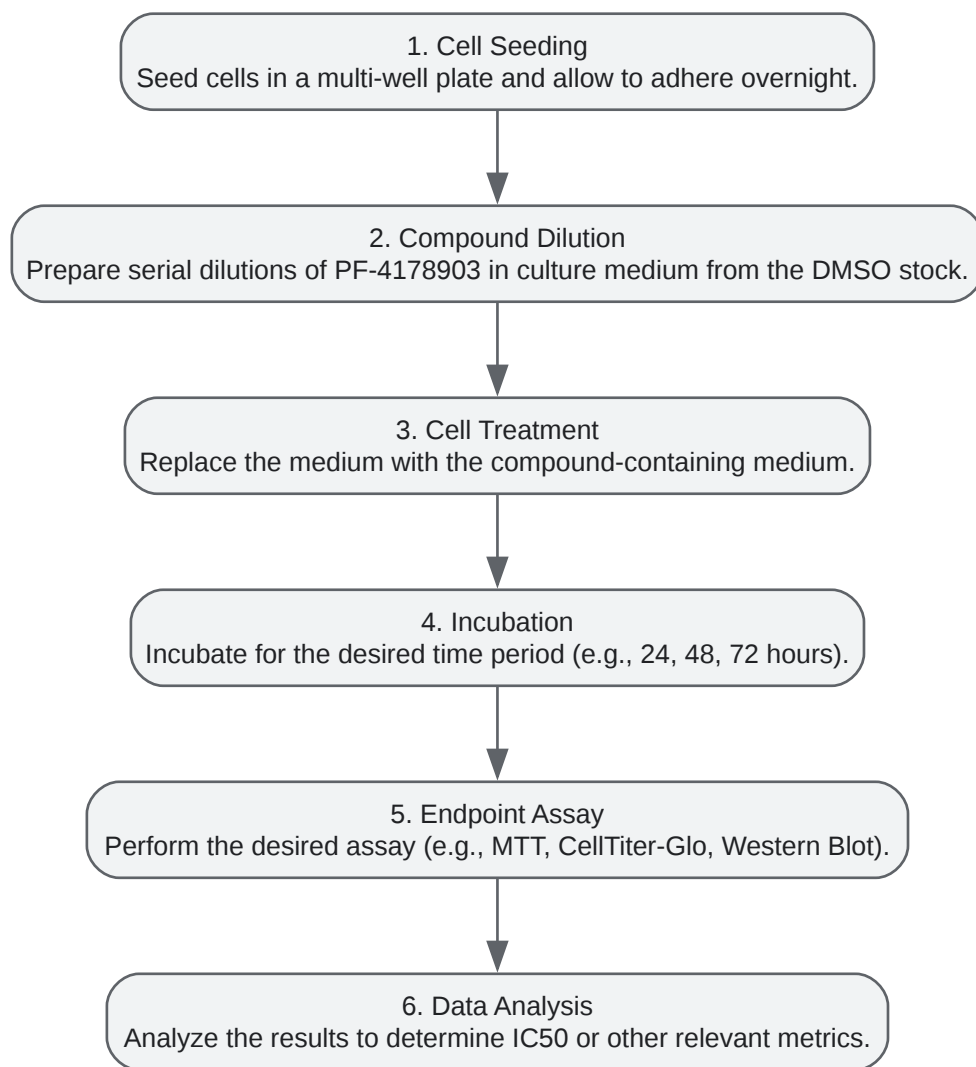 1. Cell Seeding
Seed cells in a multi-well plate and allow to adhere overnight.
2. Compound Dilution
Prepare serial dilutions of PF-4178903 in culture medium from the DMSO stock.
3. Cell Treatment
Replace the medium with the compound-containing medium.
4. Incubation
Incubate for the desired time period (e.g., 24, 48, 72 hours).
5. Endpoint Assay
Perform the desired assay (e.g., MTT, CellTiter-Glo, Western Blot).
6. Data Analysis
Analyze the results to determine IC50 or other relevant metrics.